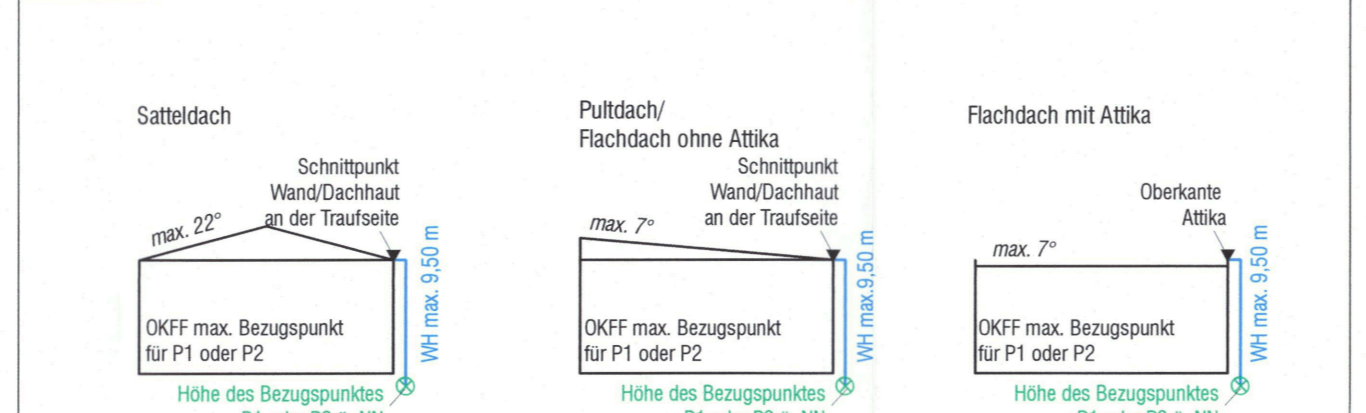 Satteldach
Schnittpunkt
Wand/Dachhaut
an der Traufseite
max. 22°
WH max. 9,50 m
OKFF max. Bezugspunkt
für P1 oder P2
Höhe des Bezugspunktes
Pultdach/
Flachdach ohne Attika
Schnittpunkt
Wand/Dachhaut
an der Traufseite
max. 7°
WH max.9,50 m
OKFF max. Bezugspunkt
für P1 oder P2
Höhe des Bezugspunktes
Flachdach mit Attika
Oberkante
Attika
max. 7°
WH max. 9,50 m
OKFF max. Bezugspunkt
für P1 oder P2
Höhe des Bezugspunktes